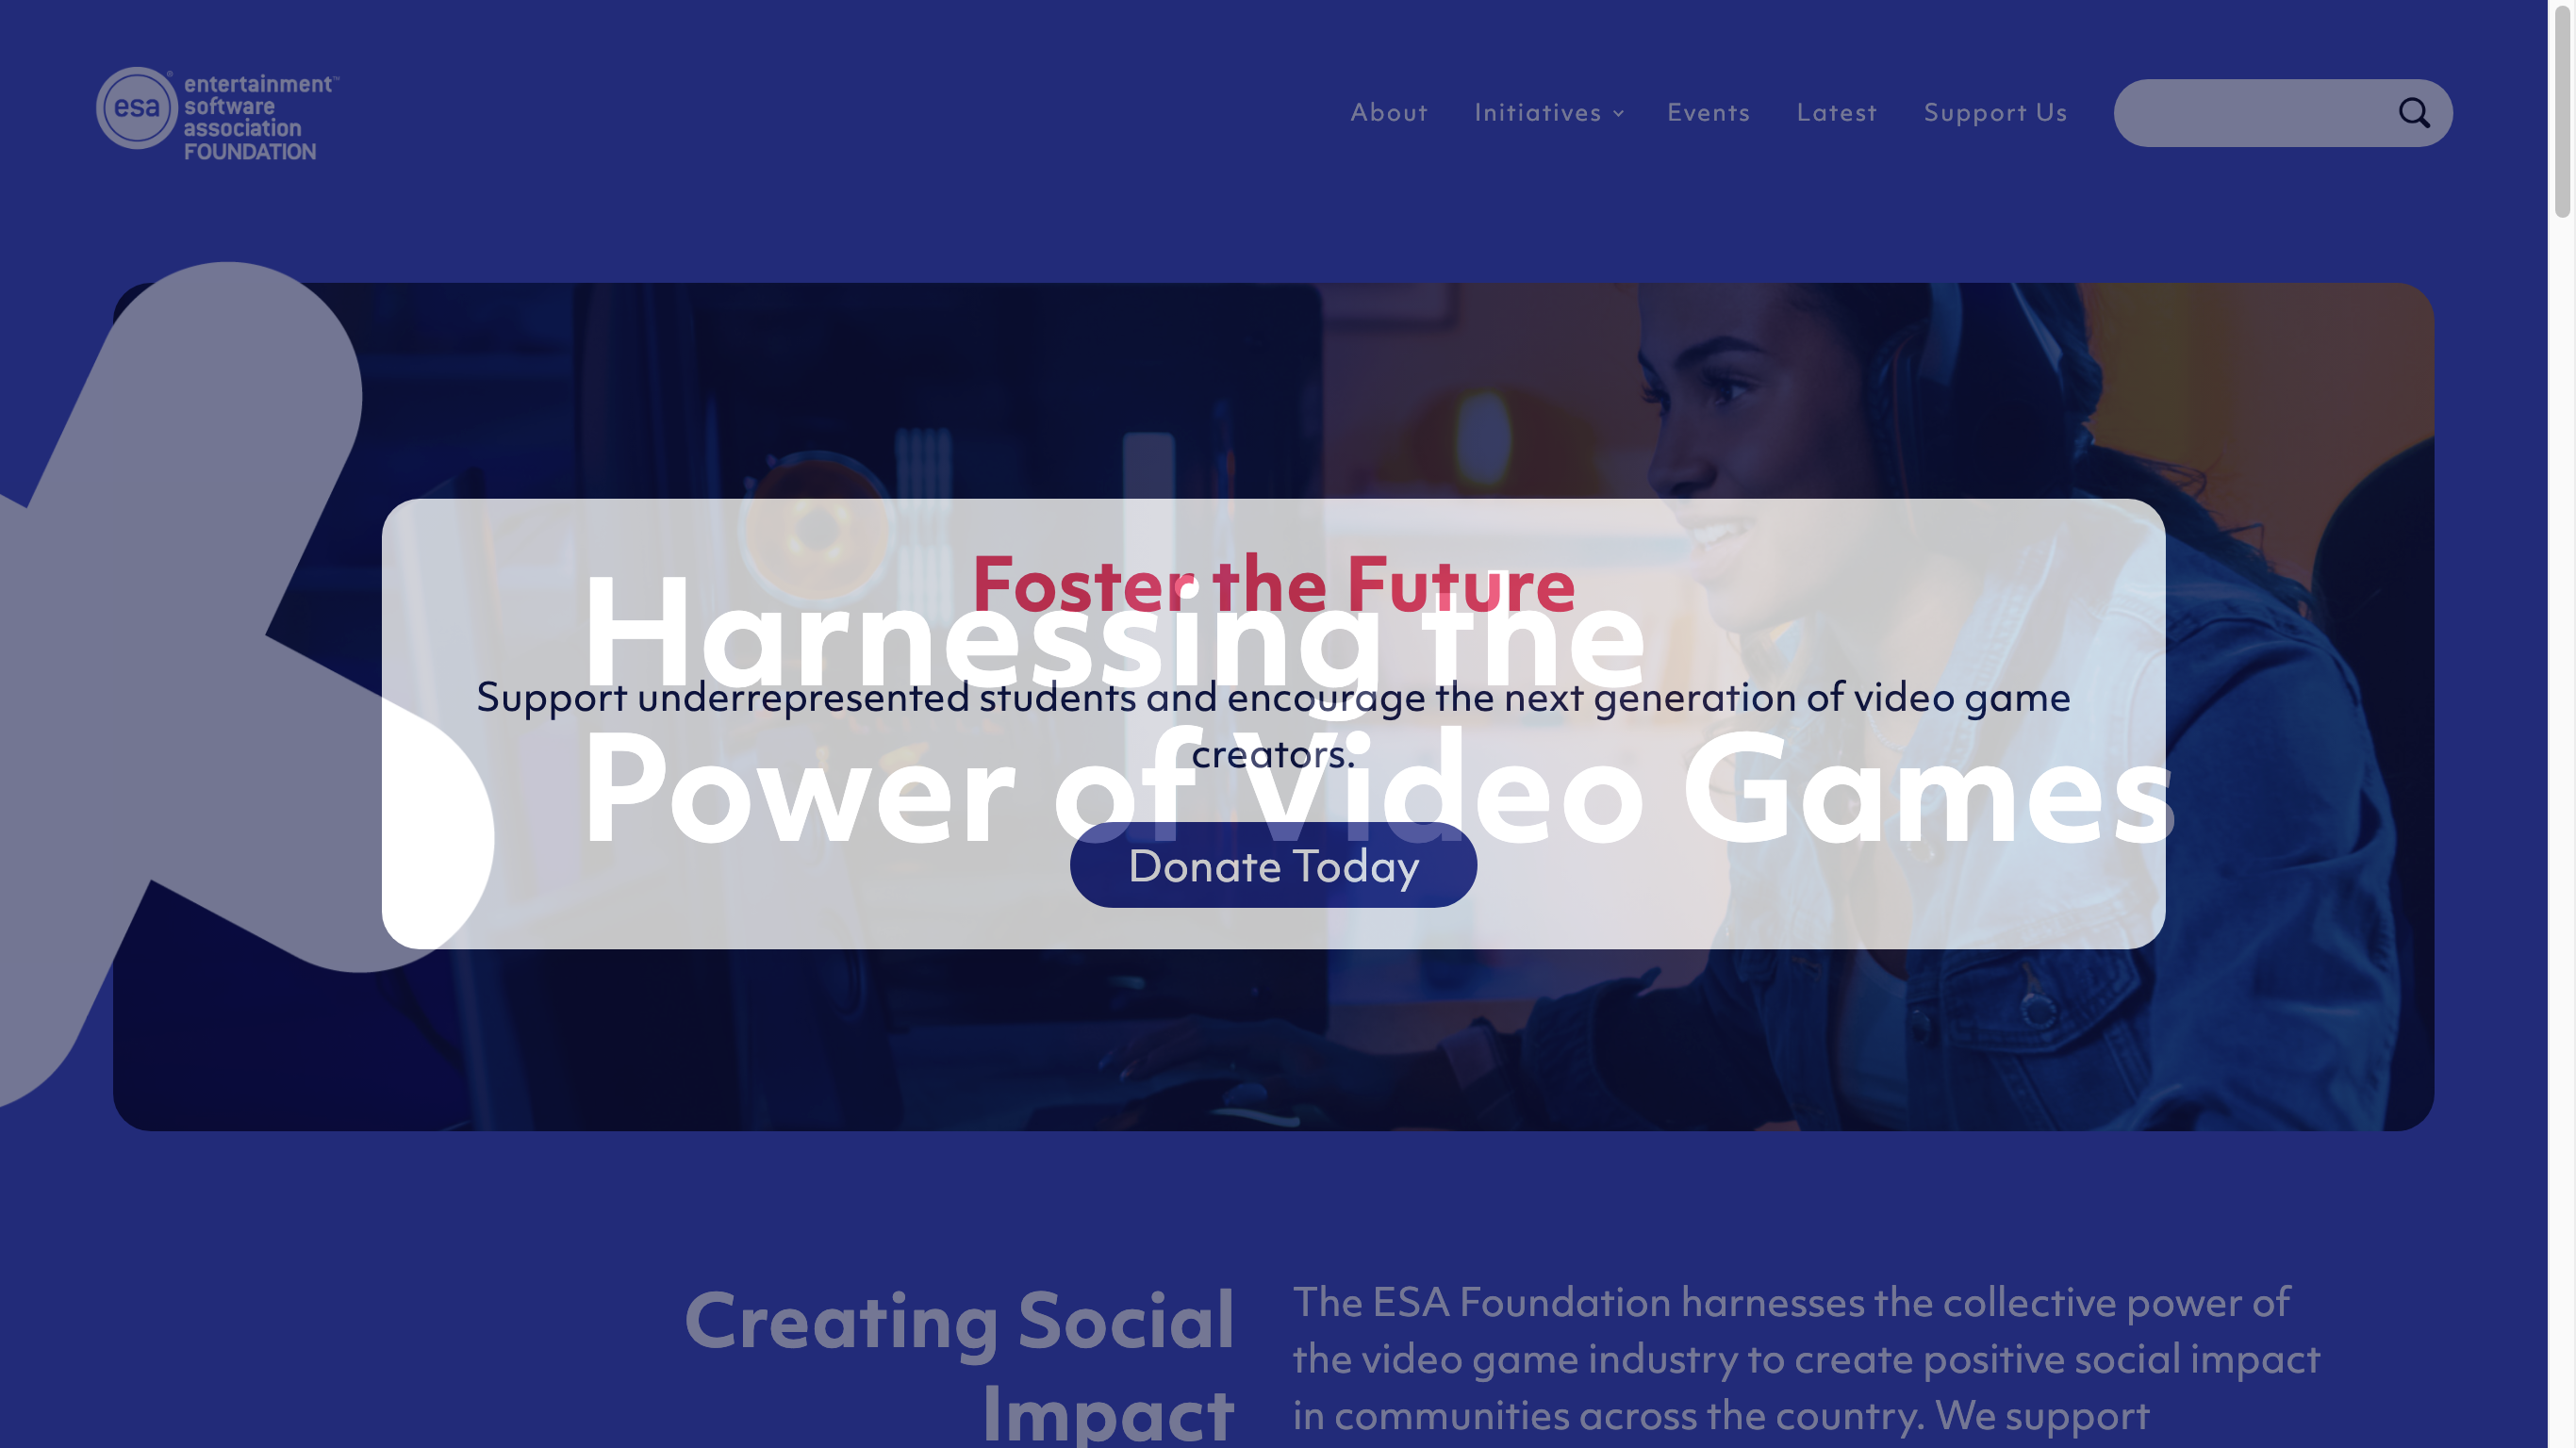 esa
entertainment™
software
association
FOUNDATION
About
Initiatives
Events
Latest
Support Us
Foster the Future
Harnessing the
Support underrepresented students and encourage the next generation of video game
creators.
Power of Video Games
Donate Today
Creating Social
Impact
The ESA Foundation harnesses the collective power of
the video game industry to create positive social impact
in communities across the country. We support